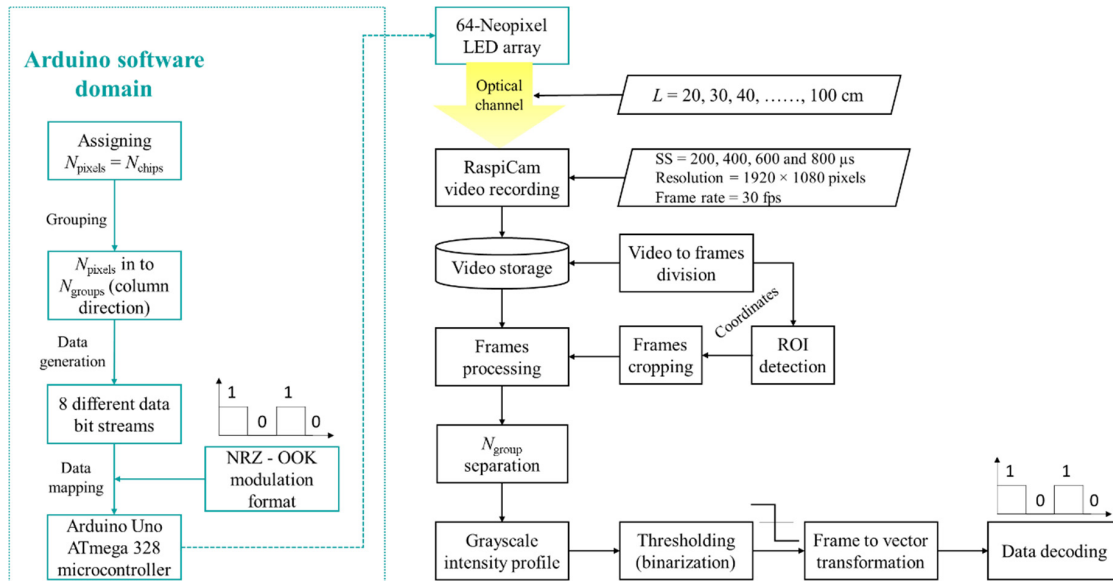 Arduino software
domain
Assigning
Npixels = Nchips
Grouping
Npixels in to
Ngroups (column
direction)
Data
generation
8 different data
bit streams
1
0
1
0
Data
mapping
NRZ - OOK
modulation
format
Arduino Uno
ATmega 328
microcontroller
64-Neopixel
LED array
Optical
channel
L = 20, 30, 40, ……, 100 cm
RaspiCam
video recording
SS = 200, 400, 600 and 800 µs
Resolution = 1920 × 1080 pixels
Frame rate = 30 fps
Video storage
Video to frames
division
Coordinates
ROI
detection
Frames
cropping
Frames
processing
Ngroup
separation
Grayscale
intensity profile
Thresholding
(binarization)
Frame to vector
transformation
1
0
1
0
Data decoding